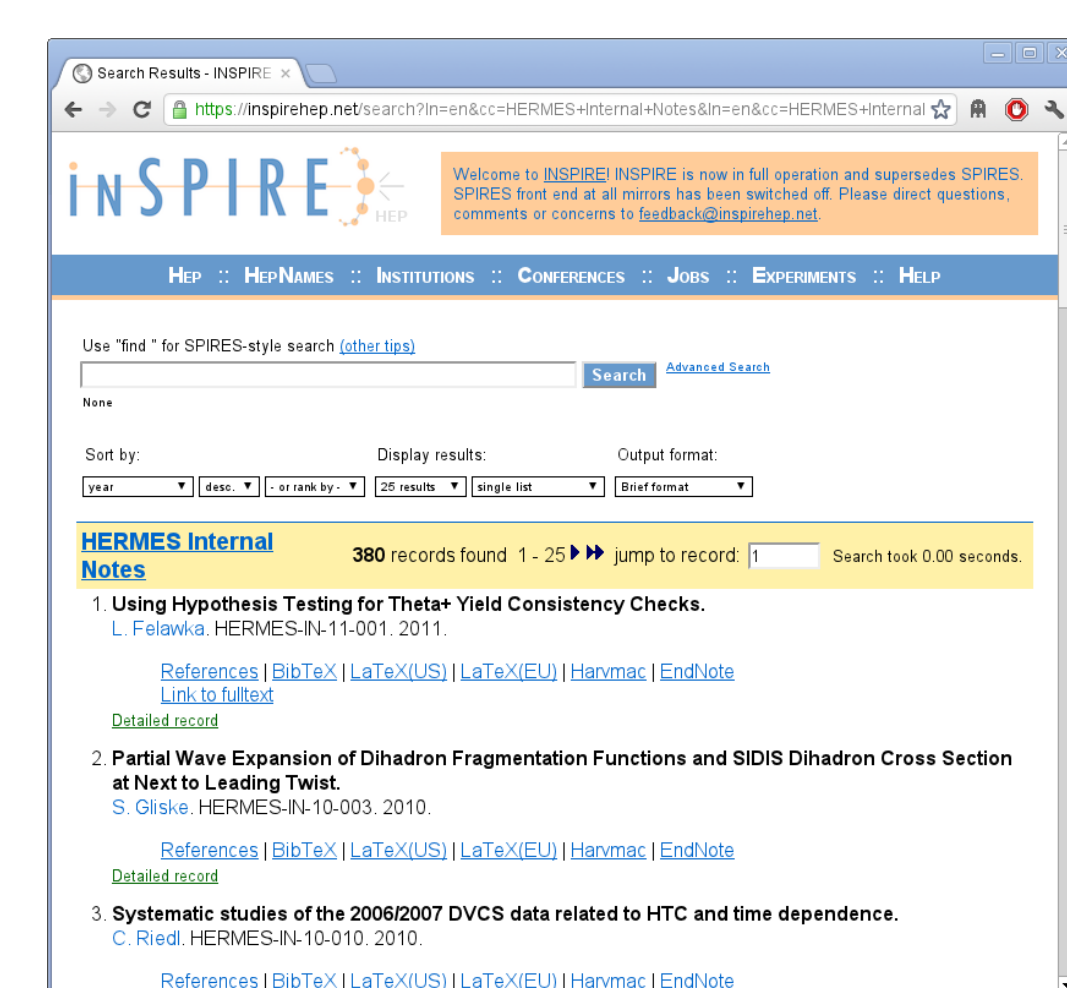 Search Results - INSPIRE
https://inspirehep.net/search?ln=en&cc=HERMES+Internal+Notes&ln=en&cc=HERMES+Internal
inSPIRE HEP
Welcome to INSPIRE! INSPIRE is now in full operation and supersedes SPIRES.
SPIRES front end at all mirrors has been switched off. Please direct questions,
comments or concerns to feedback@inspirehep.net.
HEP :: HEPNAMES :: INSTITUTIONS :: CONFERENCES :: JOBS :: EXPERIMENTS :: HELP
Use "find " for SPIRES-style search (other tips)
Search Advanced Search
None
Sort by: Display results: Output format:
year desc. - or rank by - 25 results single list Brief format
HERMES Internal
Notes
380 records found 1 - 25 jump to record: 1 Search took 0.00 seconds.
1. Using Hypothesis Testing for Theta+ Yield Consistency Checks.
L. Felawka. HERMES-IN-11-001. 2011.
References | BibTeX | LaTeX(US) | LaTeX(EU) | Harvmac | EndNote
Link to fulltext
Detailed record
2. Partial Wave Expansion of Dihadron Fragmentation Functions and SIDIS Dihadron Cross Section
at Next to Leading Twist.
S. Gliske. HERMES-IN-10-003. 2010.
References | BibTeX | LaTeX(US) | LaTeX(EU) | Harvmac | EndNote
Detailed record
3. Systematic studies of the 2006/2007 DVCS data related to HTC and time dependence.
C. Riedl. HERMES-IN-10-010. 2010.
References | BibTeX | LaTeX(US) | LaTeX(EU) | Harvmac | EndNote